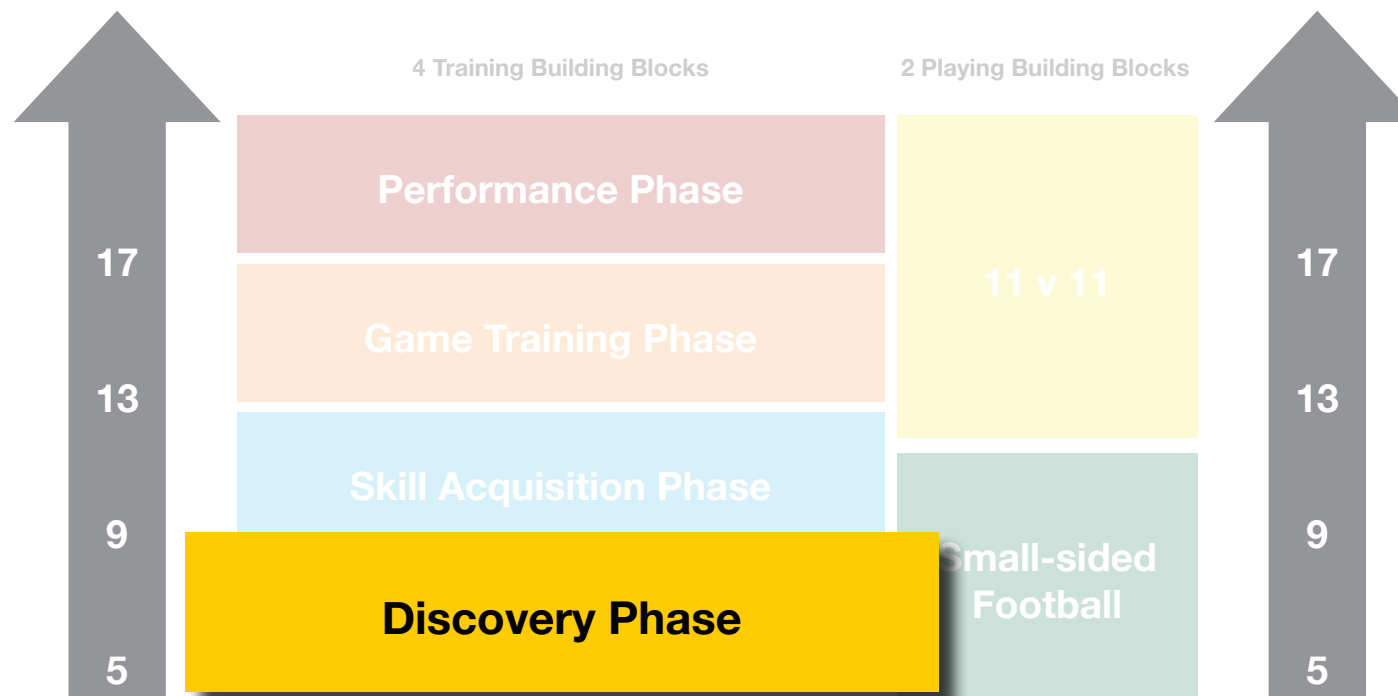 4 Training Building Blocks
2 Playing Building Blocks
Performance Phase
17
11 v 11
17
Game Training Phase
13
13
Skill Acquisition Phase
9
9
Small-sided
Football
Discovery Phase
5
5